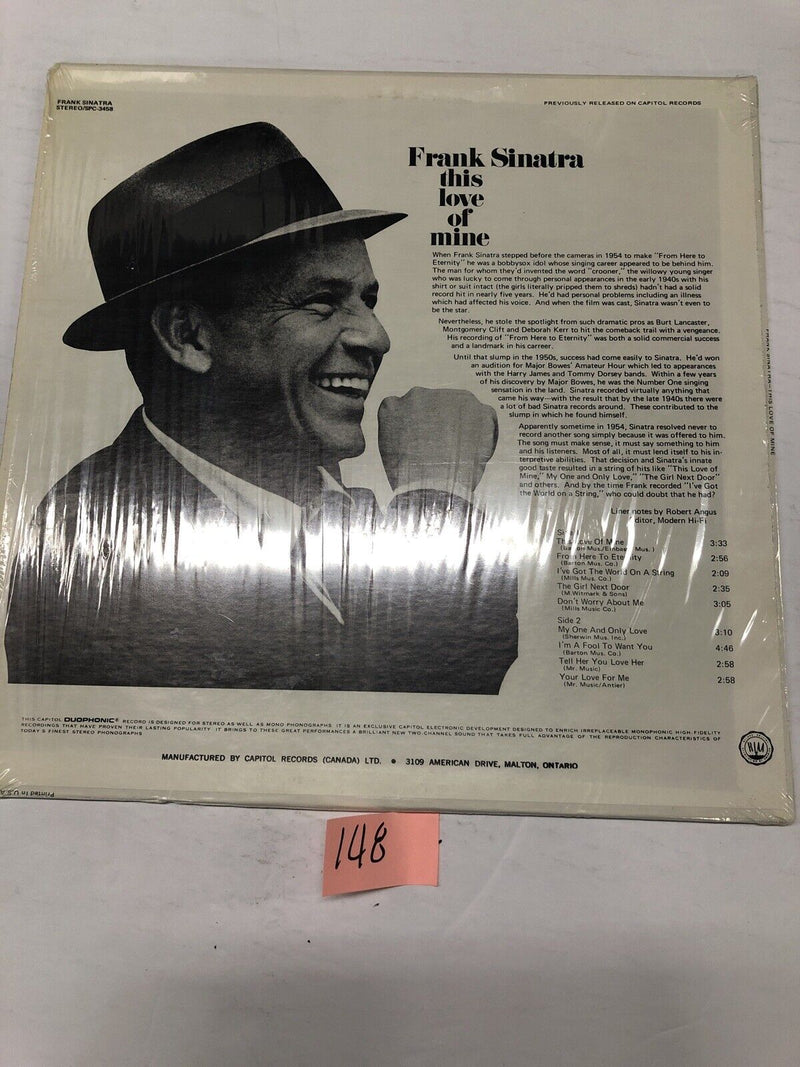 FRANK SINATRA
STEREO/SPC-3458
PREVIOUSLY RELEASED ON CAPITOL RECORDS
Frank Sinatra
this
love
of
mine
When Frank Sinatra stepped before the cameras in 1954 to make "From Here to
Eternity" he was a bobbysox idol whose singing career appeared to be behind him.
The man for whom they'd invented the word "crooner," the willowy young singer
who was lucky to come through personal appearances in the early 1940s with his
shirt or suit intact (the girls literally pripped them to shreds) hadn't had a solid
record hit in nearly five years. He'd had personal problems including an illness
which had affected his voice. And when the film was cast, Sinatra wasn't even to
be the star.
Nevertheless, he stole the spotlight from such dramatic pros as Burt Lancaster,
Montgomery Clift and Deborah Kerr to hit the comeback trail with a vengeance.
His recording of "From Here to Eternity" was both a solid commercial success
and a landmark in his carreer.
Until that slump in the 1950s, success had come easily to Sinatra. He'd won
an audition for Major Bowes' Amateur Hour which led to appearances
with the Harry James and Tommy Dorsey bands. Within a few years
of his discovery by Major Bowes, he was the Number One singing
sensation in the land. Sinatra recorded virtually anything that
came his way—with the result that by the late 1940s there were
a lot of bad Sinatra records around. These contributed to the
slump in which he found himself.
Apparently sometime in 1954, Sinatra resolved never to
record another song simply because it was offered to him.
The song must make sense, it must say something to him
and his listeners. Most of all, it must lend itself to his in-
terpretive abilities. That decision and Sinatra's innate
good taste resulted in a string of hits like "This Love of
Mine," My One and Only Love," "The Girl Next Door"
and others. And by the time Frank recorded "I've Got
the World on a String," who could doubt that he had?
Liner notes by Robert Angus
ditor, Modern Hi-Fi
This Love Of Mine 3:33
Mus. )
From Here To Eternity 2:56
(Barton Mus. Co.)
I've Got The World On A String 2:09
(Mills Mus. Co.)
The Girl Next Door 2:35
(M.Witmark & Sons)
Don't Worry About Me 3:05
(Mills Music Co.)
Side 2
My One And Only Love 3:10
(Sherwin Mus. Inc.)
I'm A Fool To Want You 4:46
(Barton Mus. Co.)
Tell Her You Love Her 2:58
(Mr. Music)
Your Love For Me 2:58
(Mr. Music/Antler)
FRANK SINATRA—THIS LOVE OF MINE
THIS CAPITOL DUOPHONIC® RECORD IS DESIGNED FOR STEREO AS WELL AS MONO PHONOGRAPHS IT IS AN EXCLUSIVE CAPITOL ELECTRONIC DEVELOPMENT DESIGNED TO ENRICH IRREPLACEABLE MONOPHONIC HIGH FIDELITY
RECORDINGS THAT HAVE PROVEN THEIR LASTING POPULARITY IT BRINGS TO THESE GREAT PERFORMANCES A BRILLIANT NEW TWO CHANNEL SOUND THAT TAKES FULL ADVANTAGE OF THE REPRODUCTION CHARACTERISTICS OF
TODAY'S FINEST STEREO PHONOGRAPHS
MANUFACTURED BY CAPITOL RECORDS (CANADA) LTD. • 3109 AMERICAN DRIVE, MALTON, ONTARIO
Printed In U.S.A
148